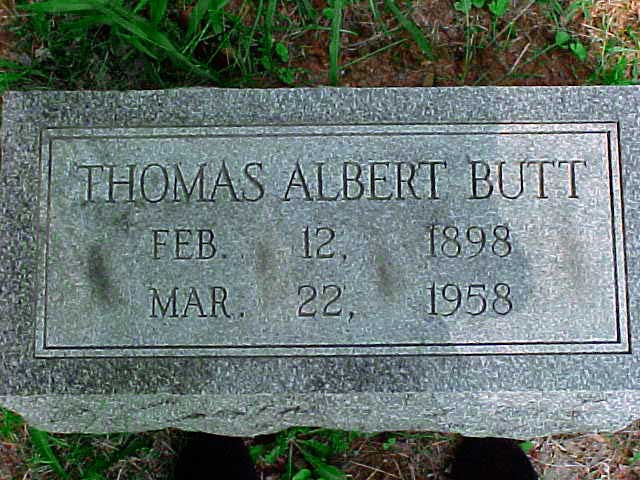 THOMAS ALBERT BUTT
FEB. 12, 1898
MAR. 22, 1958